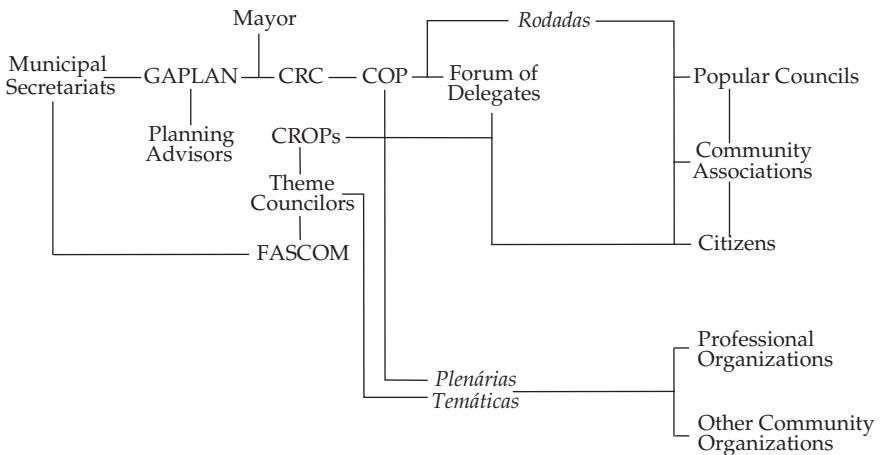 Mayor
Rodadas
Municipal
Secretariats
GAPLAN
CRC
COP
Forum of
Delegates
Popular Councils
Planning
Advisors
CROPs
Theme
Councilors
FASCOM
Community
Associations
Citizens
Professional
Organizations
Plenárias
Temáticas
Other Community
Organizations